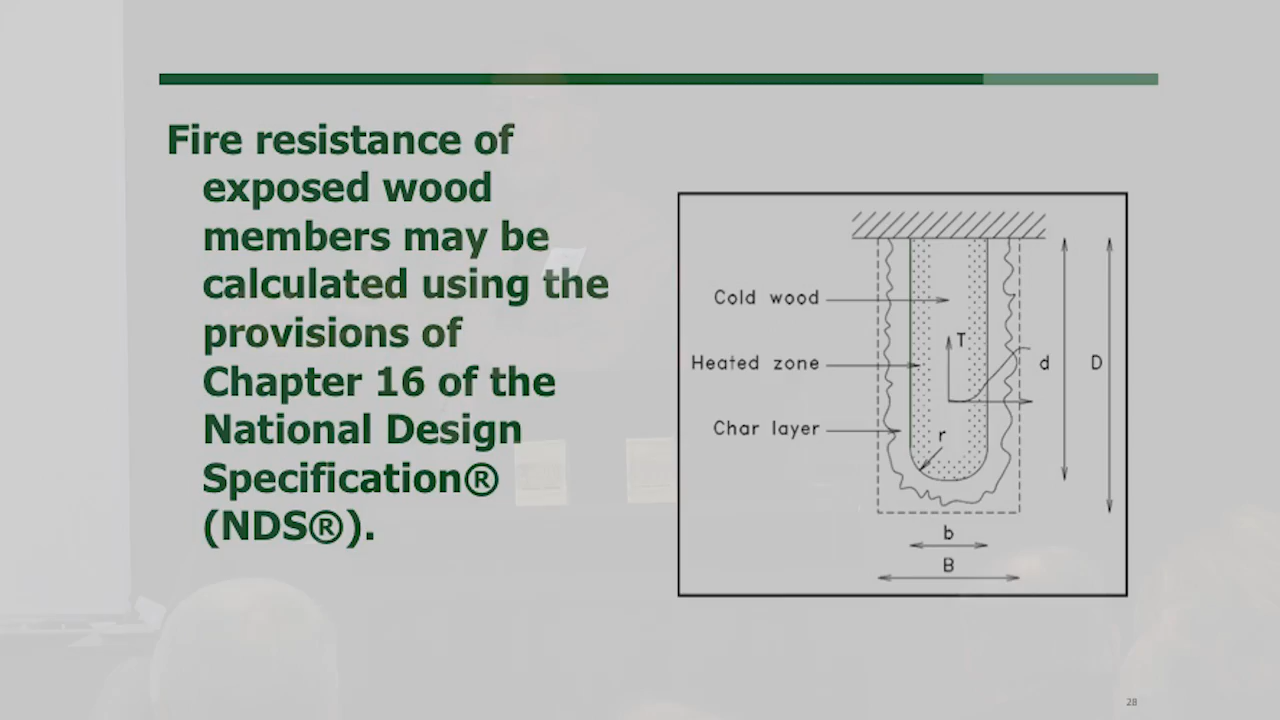 Fire resistance of
exposed wood
members may be
calculated using the
provisions of
Chapter 16 of the
National Design
Specification®
(NDS®).
Cold wood
T
Heated zone
d
D
Char layer
r
b
B
28